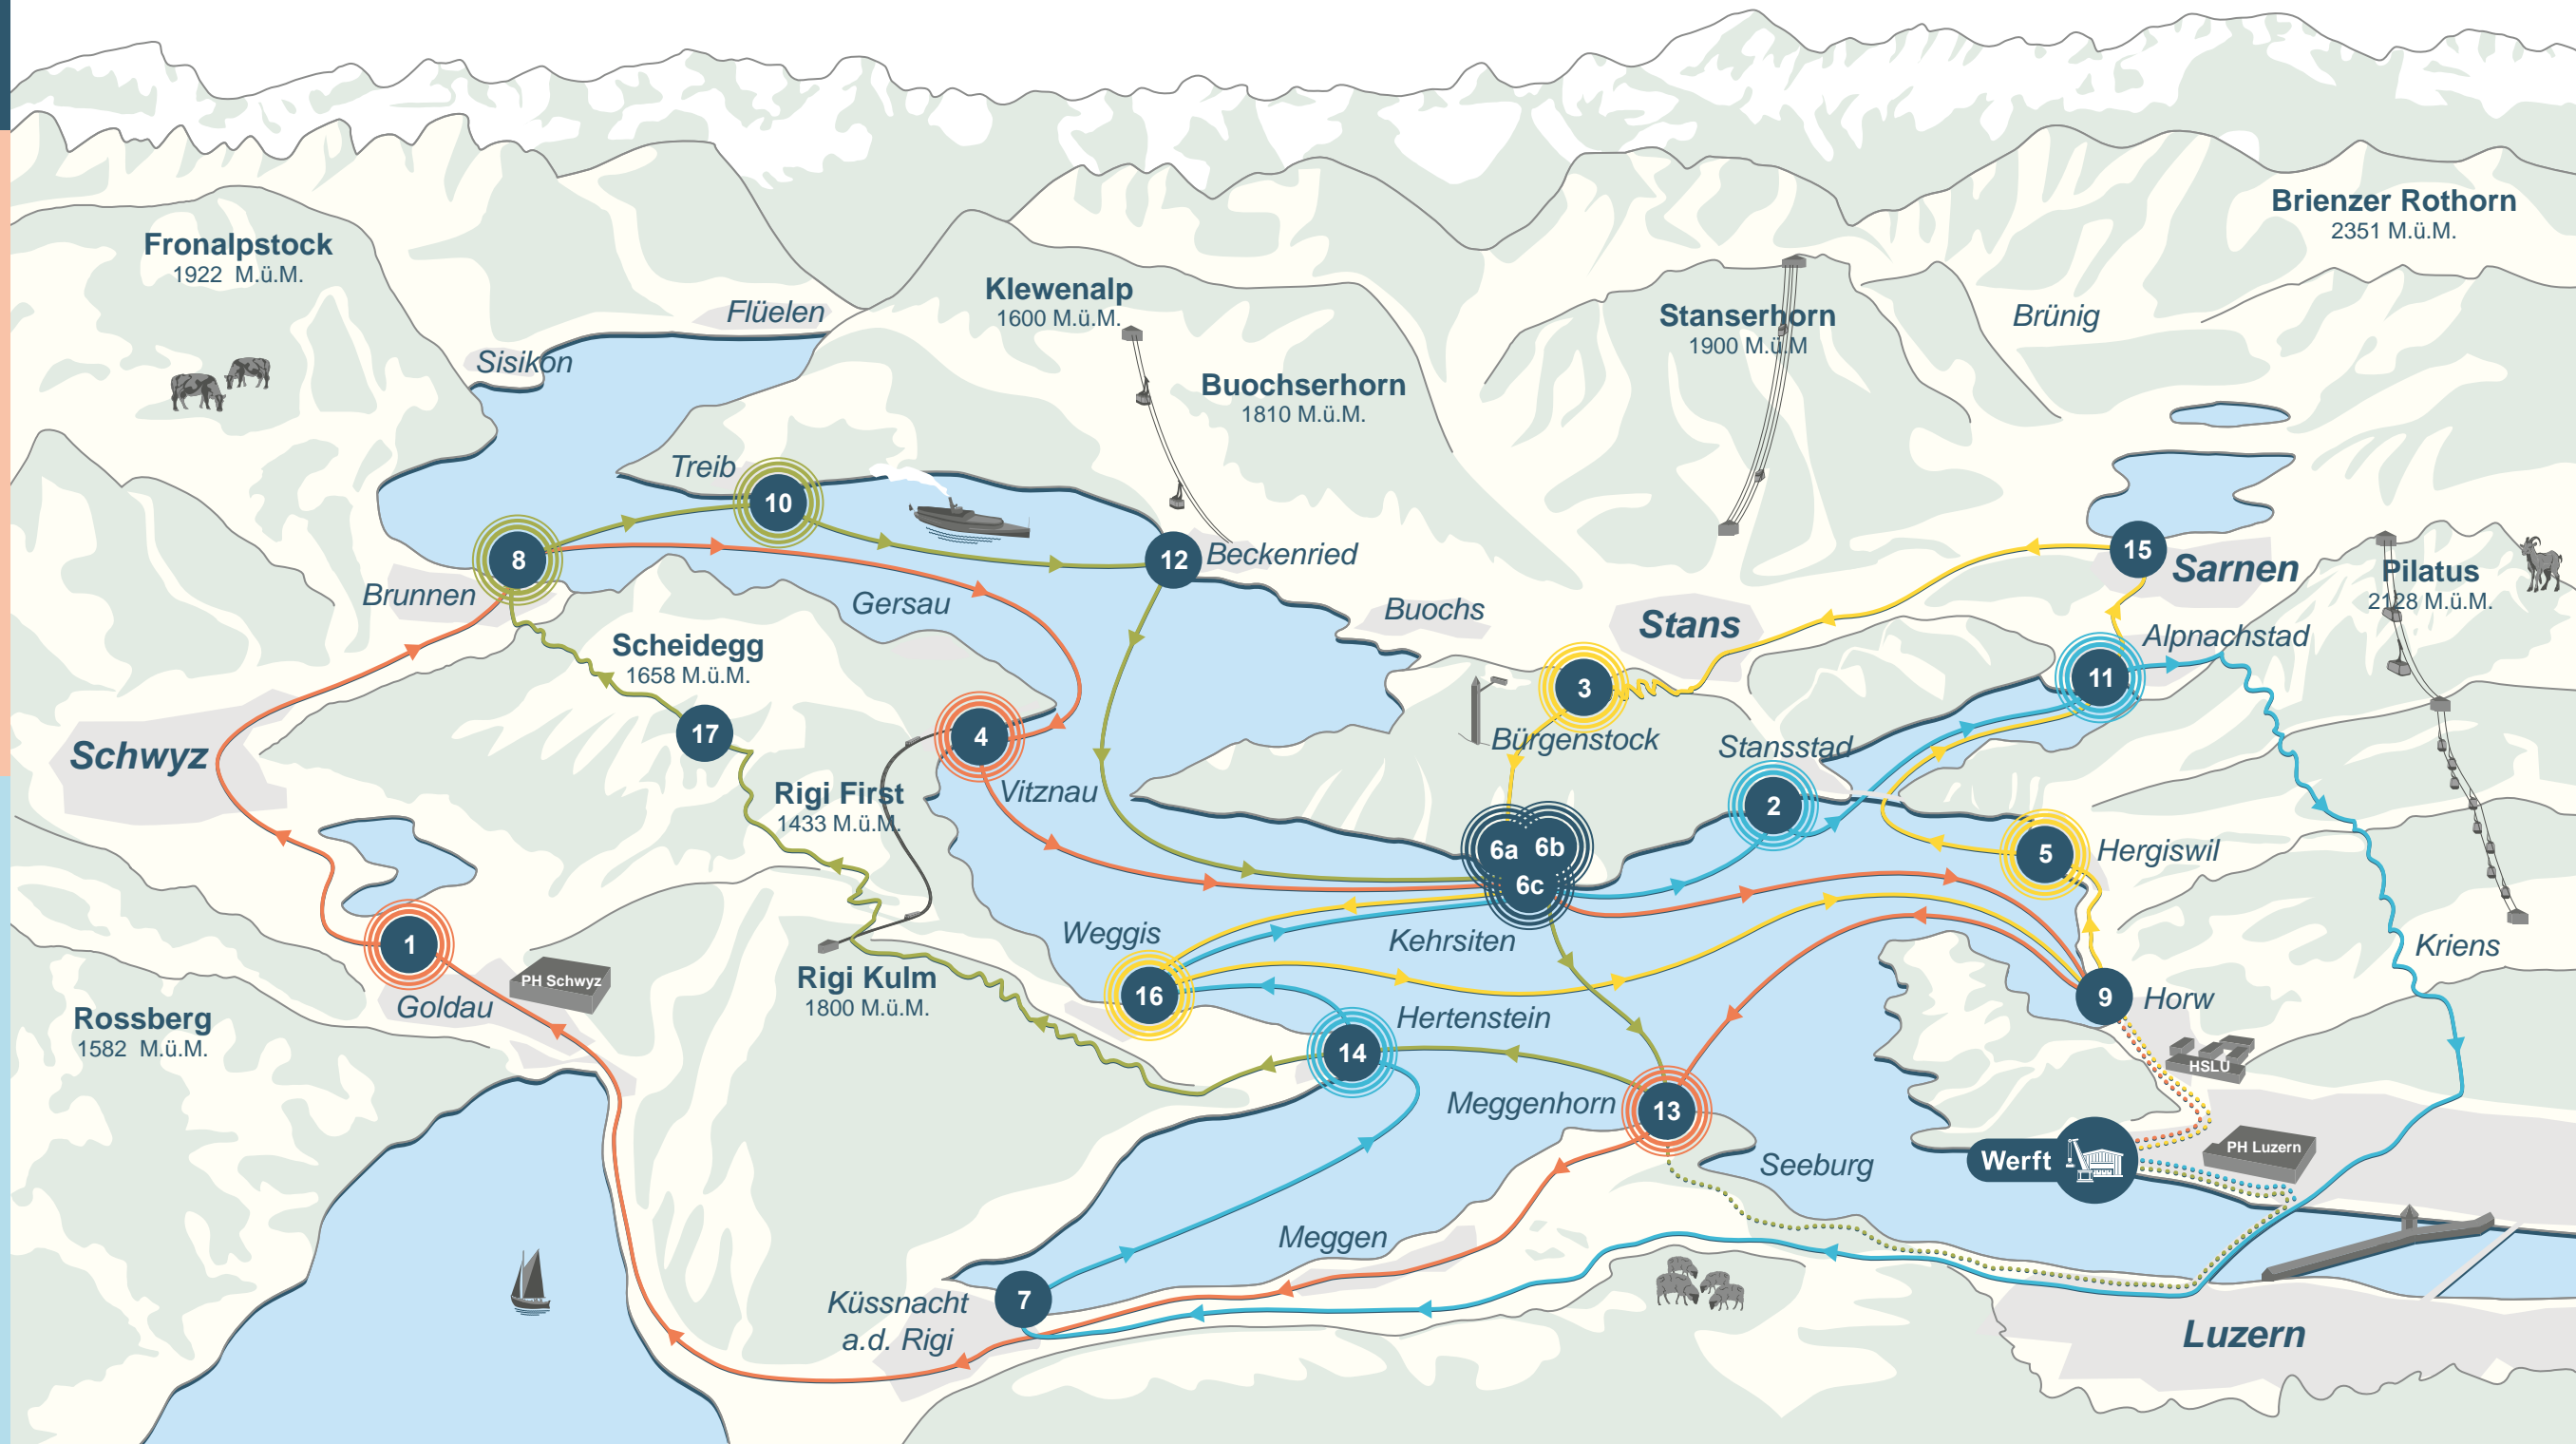 Brienzer Rothorn
2351 M.ü.M.
Fronalpstock
1922 M.ü.M.
Klewenalp
1600 M.ü.M.
Flüelen
Stanserhorn
1900 M.ü.M
Brünig
Sisikon
Buochserhorn
1810 M.ü.M.
Treib
10
8
12
Beckenried
15
Sarnen
Pilatus
2128 M.ü.M.
Brunnen
Gersau
Buochs
Stans
Alpnachstad
Scheidegg
1658 M.ü.M.
3
11
Schwyz
17
4
Bürgenstock
Stansstad
Vitznau
Rigi First
1433 M.ü.M.
2
6a
6b
6c
5
Hergiswil
1
PH Schwyz
Goldau
Weggis
Kehrsiten
Kriens
Rigi Kulm
1800 M.ü.M.
16
9
Horw
Rossberg
1582 M.ü.M.
Hertenstein
14
HSLU
Meggenhorn
13
Seeburg
Werft
PH Luzern
Meggen
7
Küssnacht
a.d. Rigi
Luzern